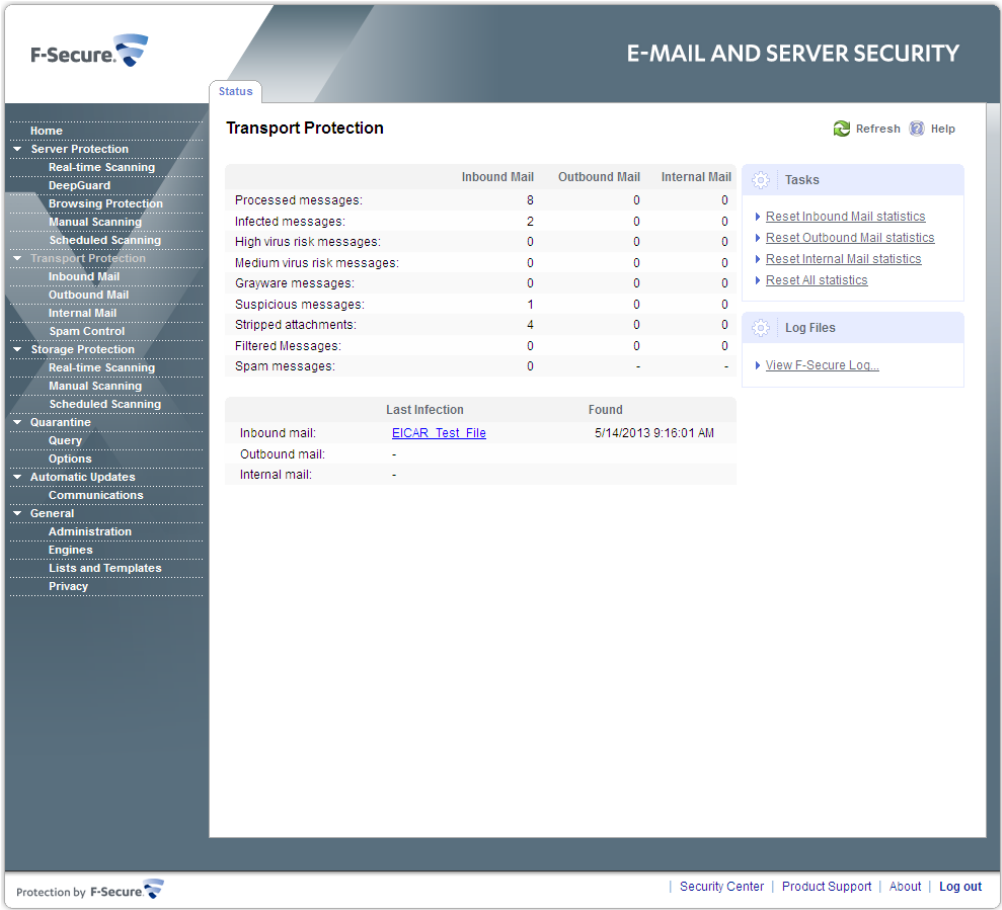 F-Secure.
E-MAIL AND SERVER SECURITY
Status
Home
Server Protection
Real-time Scanning
DeepGuard
Browsing Protection
Manual Scanning
Scheduled Scanning
Transport Protection
Inbound Mail
Outbound Mail
Internal Mail
Spam Control
Storage Protection
Real-time Scanning
Manual Scanning
Scheduled Scanning
Quarantine
Query
Options
Automatic Updates
Communications
General
Administration
Engines
Lists and Templates
Privacy
Transport Protection
Refresh Help
Inbound Mail Outbound Mail Internal Mail
Processed messages: 8 0 0
Infected messages: 2 0 0
High virus risk messages: 0 0 0
Medium virus risk messages: 0 0 0
Grayware messages: 0 0 0
Suspicious messages: 1 0 0
Stripped attachments: 4 0 0
Filtered Messages: 0 0 0
Spam messages: 0 - -
Last Infection Found
Inbound mail: EICAR_Test_File 5/14/2013 9:16:01 AM
Outbound mail: -
Internal mail: -
Tasks
Reset Inbound Mail statistics
Reset Outbound Mail statistics
Reset Internal Mail statistics
Reset All statistics
Log Files
View F-Secure Log...
Protection by F-Secure.
| Security Center | Product Support | About | Log out